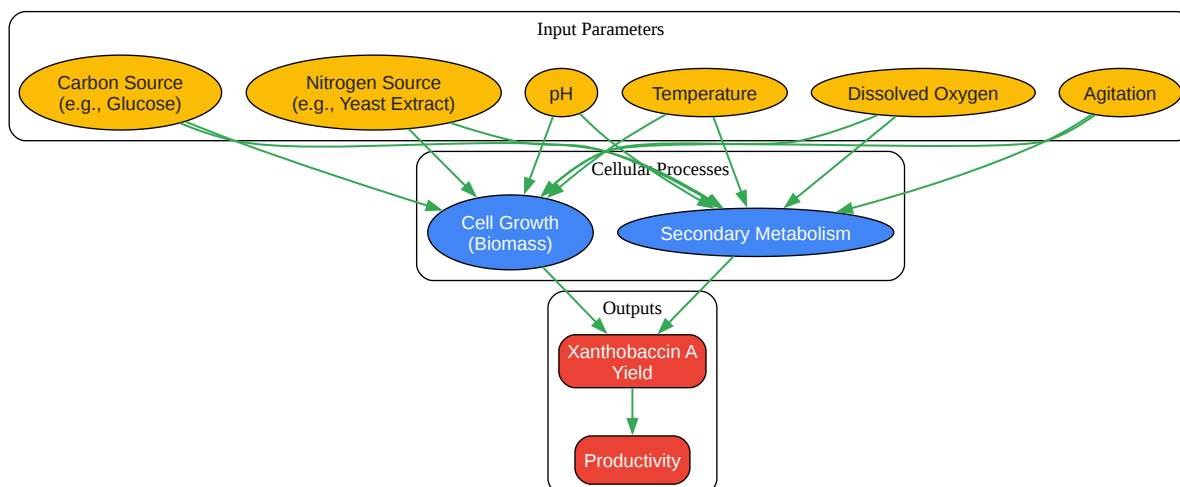 Input Parameters
Carbon Source
(e.g., Glucose)
Nitrogen Source
(e.g., Yeast Extract)
pH
Temperature
Dissolved Oxygen
Agitation
Cellular Processes
Cell Growth
(Biomass)
Secondary Metabolism
Outputs
Xanthobaccin A
Yield
Productivity